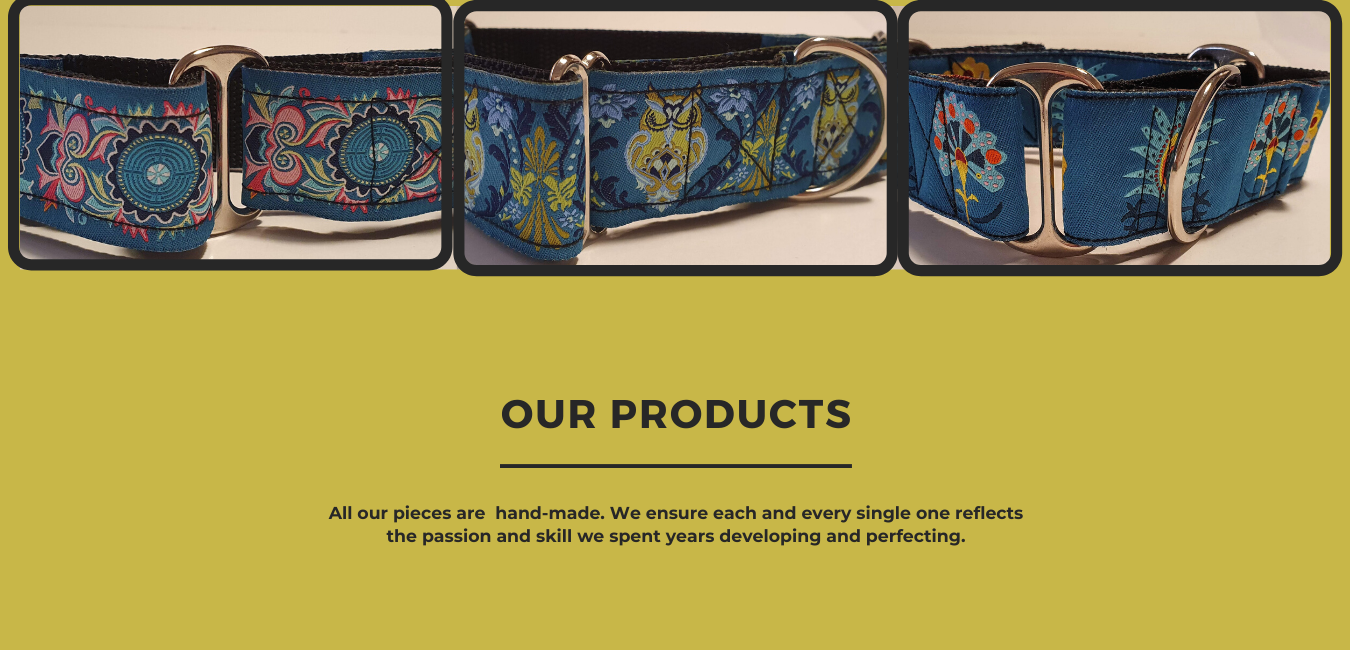 OUR PRODUCTS
All our pieces are  hand-made. We ensure each and every single one reflects
the passion and skill we spent years developing and perfecting.